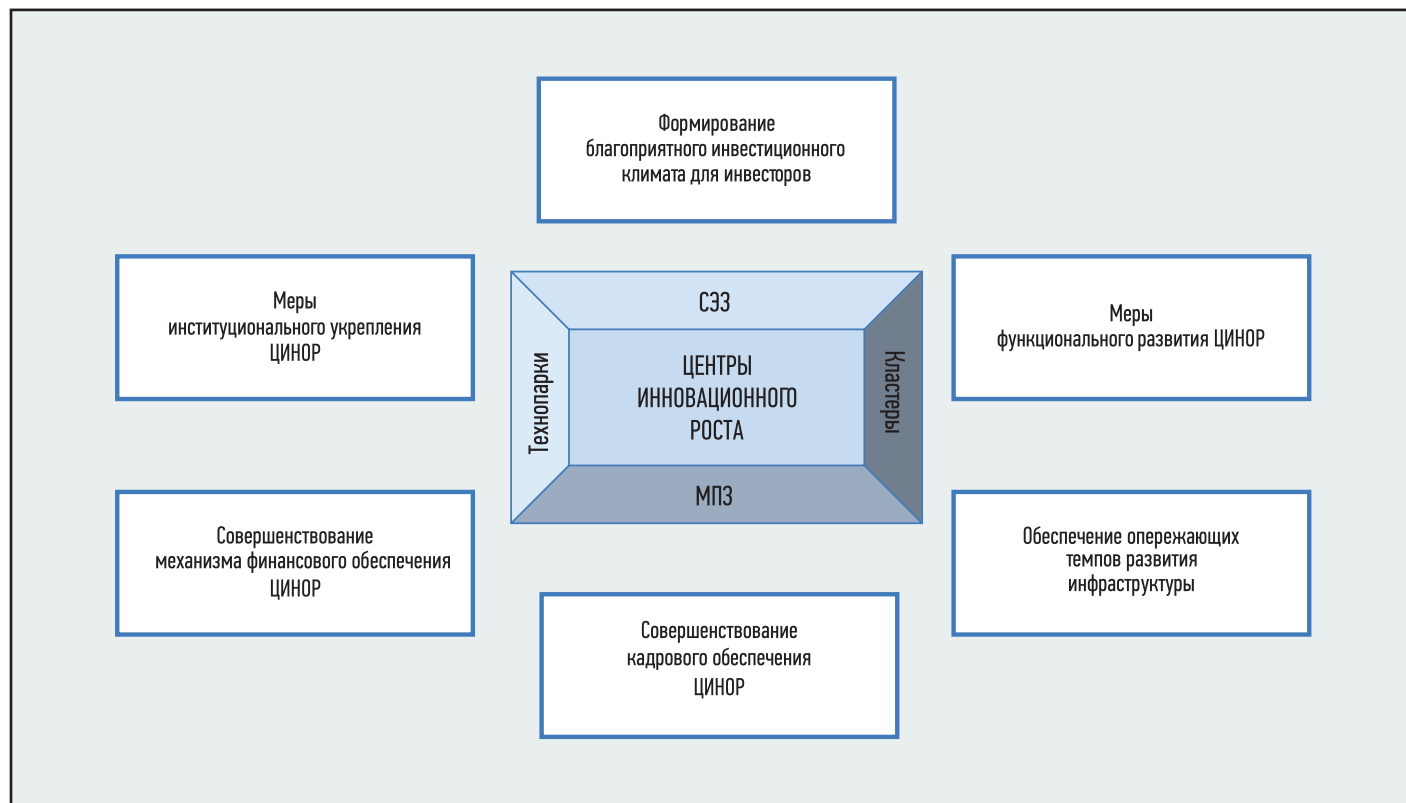 Формирование
благоприятного инвестиционного
климата для инвесторов
Меры
институционального укрепления
ЦИНОР
СЭЗ
Технопарки
ЦЕНТРЫ
ИННОВАЦИОННОГО
РОСТА
Кластеры
МПЗ
Меры
функционального развития ЦИНОР
Совершенствование
механизма финансового обеспечения
ЦИНОР
Совершенствование
кадрового обеспечения
ЦИНОР
Обеспечение опережающих
темпов развития
инфраструктуры